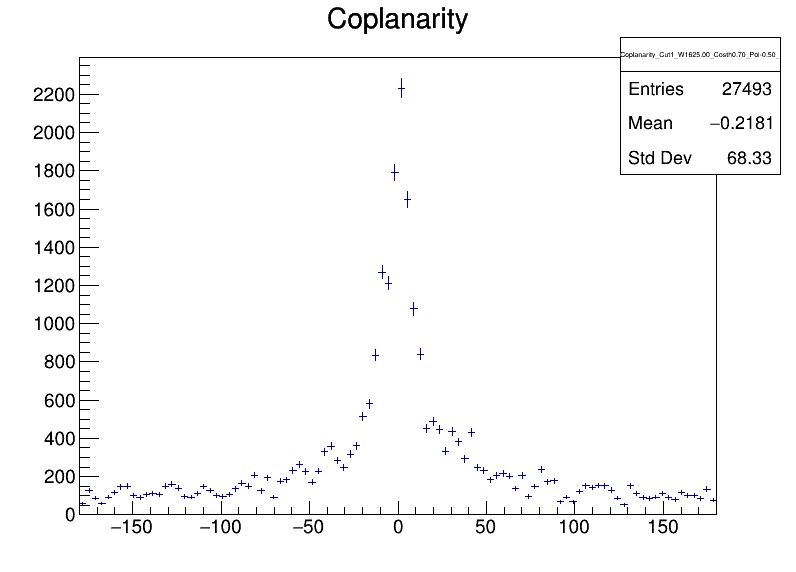 Coplanarity
Coplanarity_Cut1_W1625.00_Costh0.70_Pol-0.50_
Entries 27493
Mean −0.2181
Std Dev 68.33
2200
2000
1800
1600
1400
1200
1000
800
600
400
200
0
−150 −100 −50 0 50 100 150